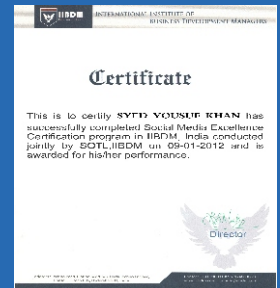 IIBDM
INTERNATIONAL INSTITUTE OF
BUSINESS DEVELOPMENT MANAGERS
Certificate
This is to certify SYED YOUSUF KHAN has
successfully completed Social Media Excellence
Certification program in IIBDM, India conducted
jointly by SOTL,IIBDM on 09-01-2012 and is
awarded for his/her performance.
Director